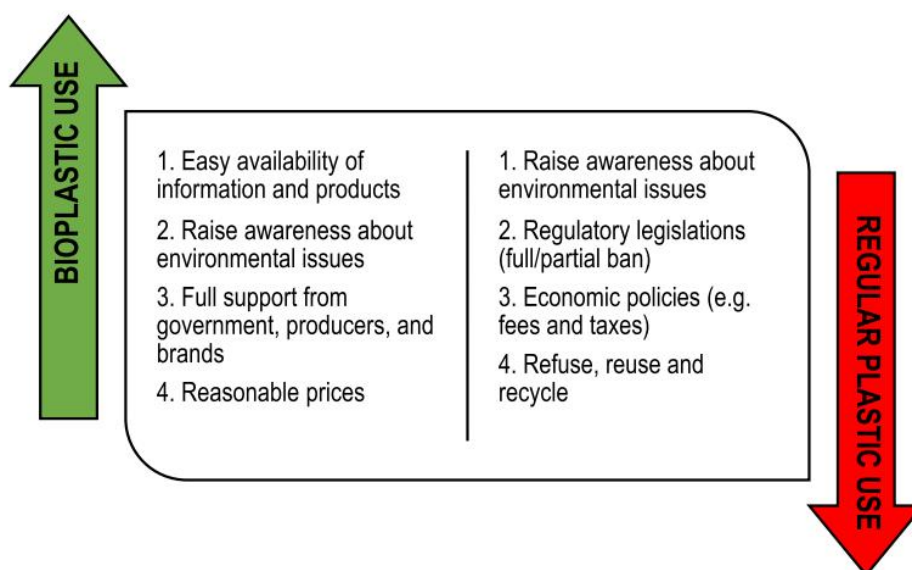 BIOPLASTIC USE
1. Easy availability of
information and products
2. Raise awareness about
environmental issues
3. Full support from
government, producers, and
brands
4. Reasonable prices
1. Raise awareness about
environmental issues
2. Regulatory legislations
(full/partial ban)
3. Economic policies (e.g.
fees and taxes)
4. Refuse, reuse and
recycle
REGULAR PLASTIC USE